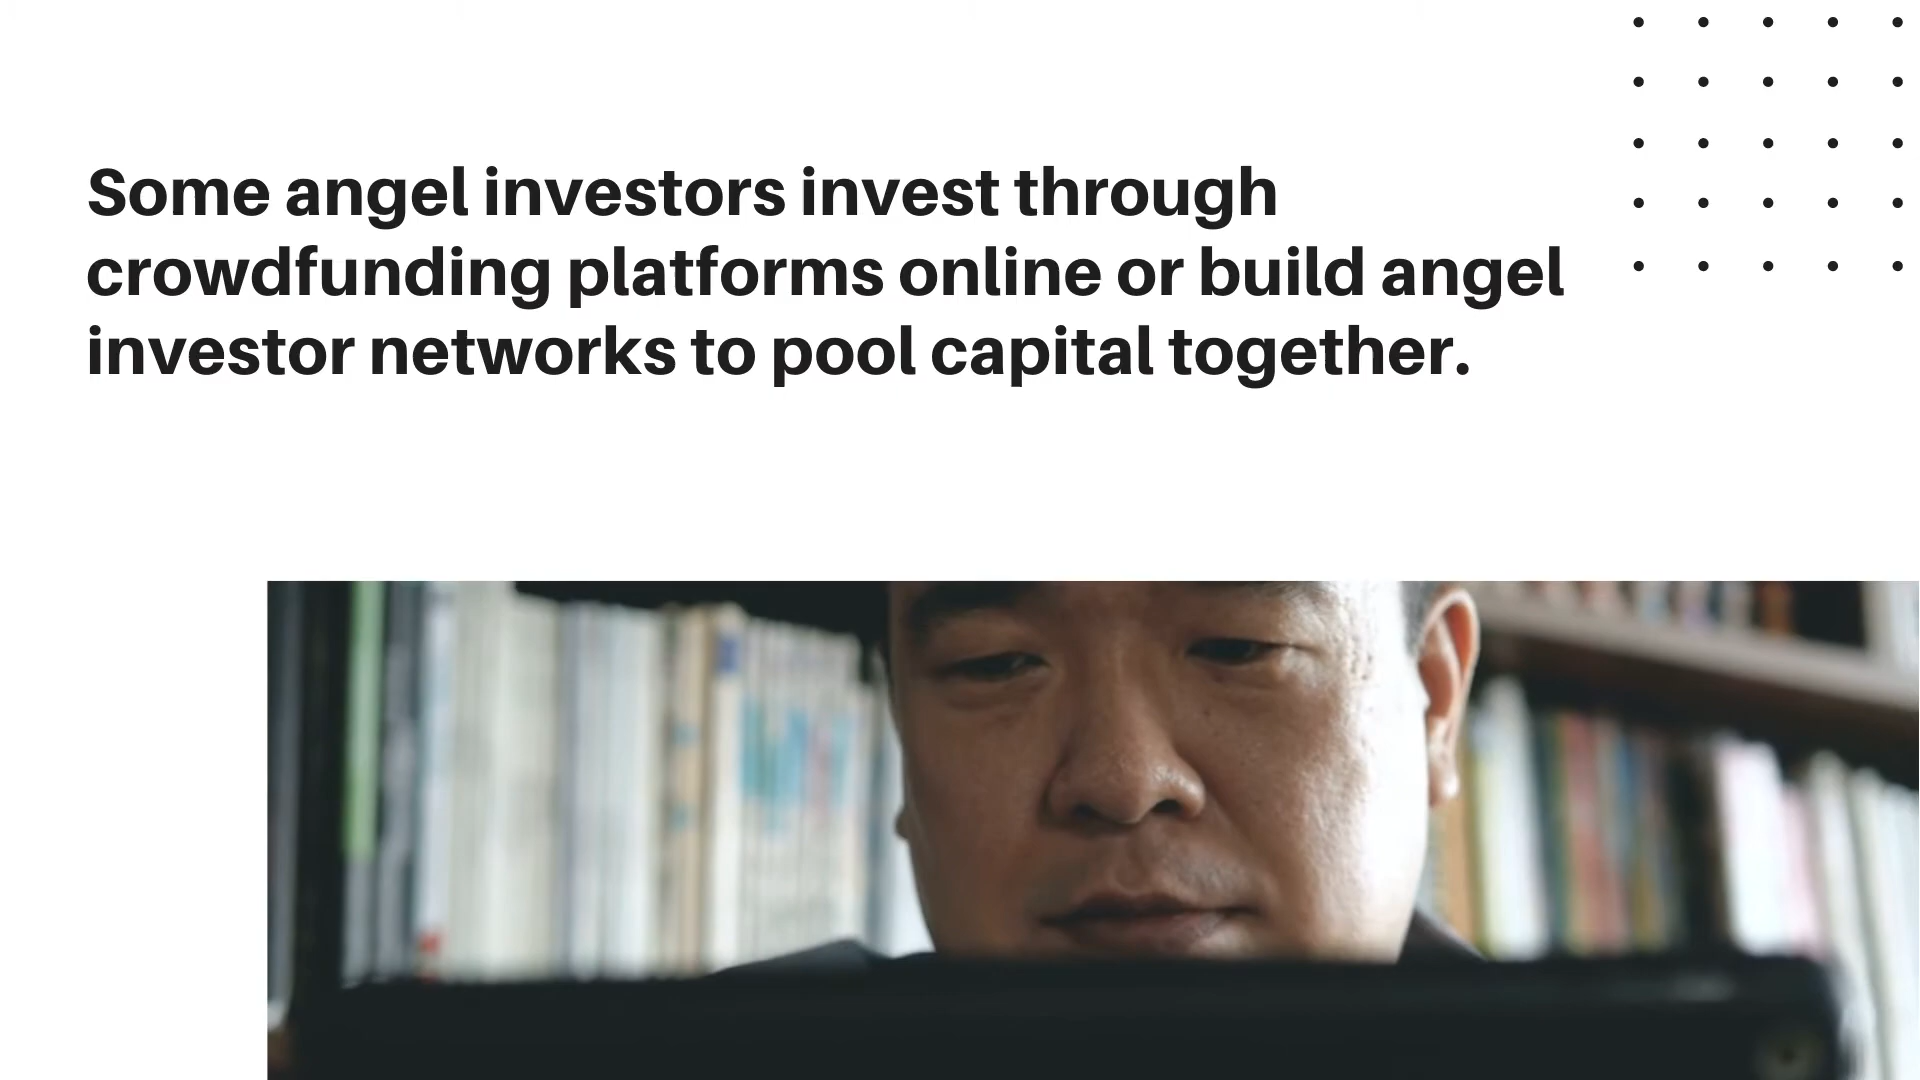 Some angel investors invest through
crowdfunding platforms online or build angel
investor networks to pool capital together.